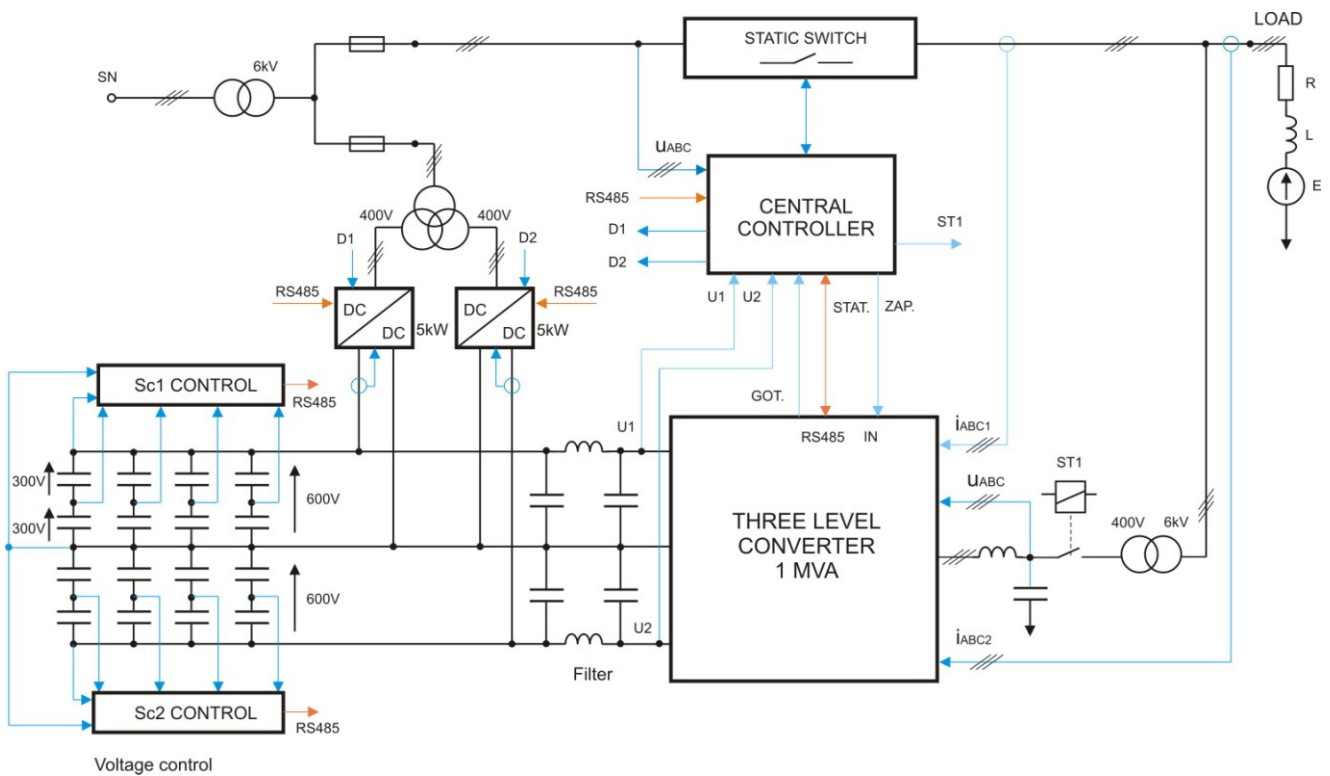 LOAD
STATIC SWITCH
6kV
SN
R
L
E
uABC
RS485
CENTRAL
CONTROLLER
ST1
D1
D2
400V
400V
D1
D2
U1
U2
STAT.
ZAP.
RS485
RS485
DC
DC
5kW
DC
DC
5kW
Sc1 CONTROL
RS485
GOT.
U1
RS485
IN
iABC1
ST1
300V
600V
uABC
300V
THREE LEVEL
CONVERTER
1 MVA
400V
6kV
600V
U2
iABC2
Filter
Sc2 CONTROL
RS485
Voltage control